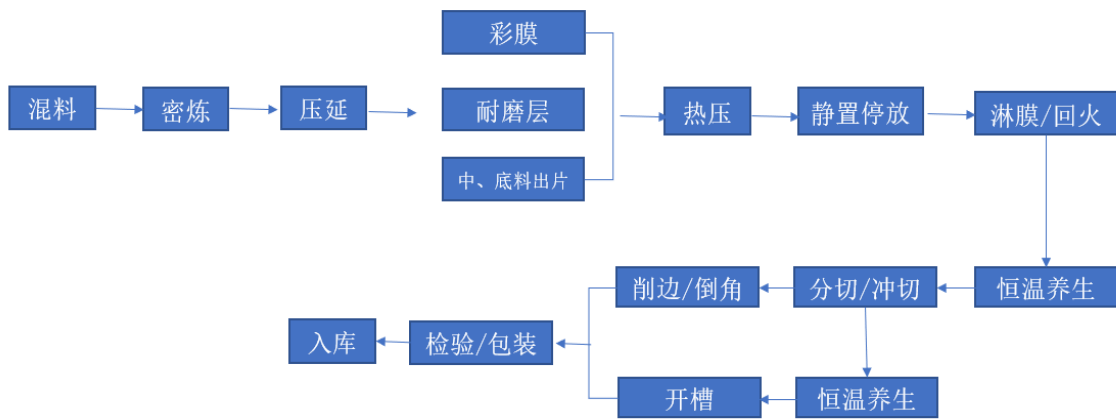 混料
密炼
压延
彩膜
耐磨层
中、底料出片
热压
静置停放
淋膜/回火
恒温养生
分切/冲切
削边/倒角
恒温养生
开槽
检验/包装
入库